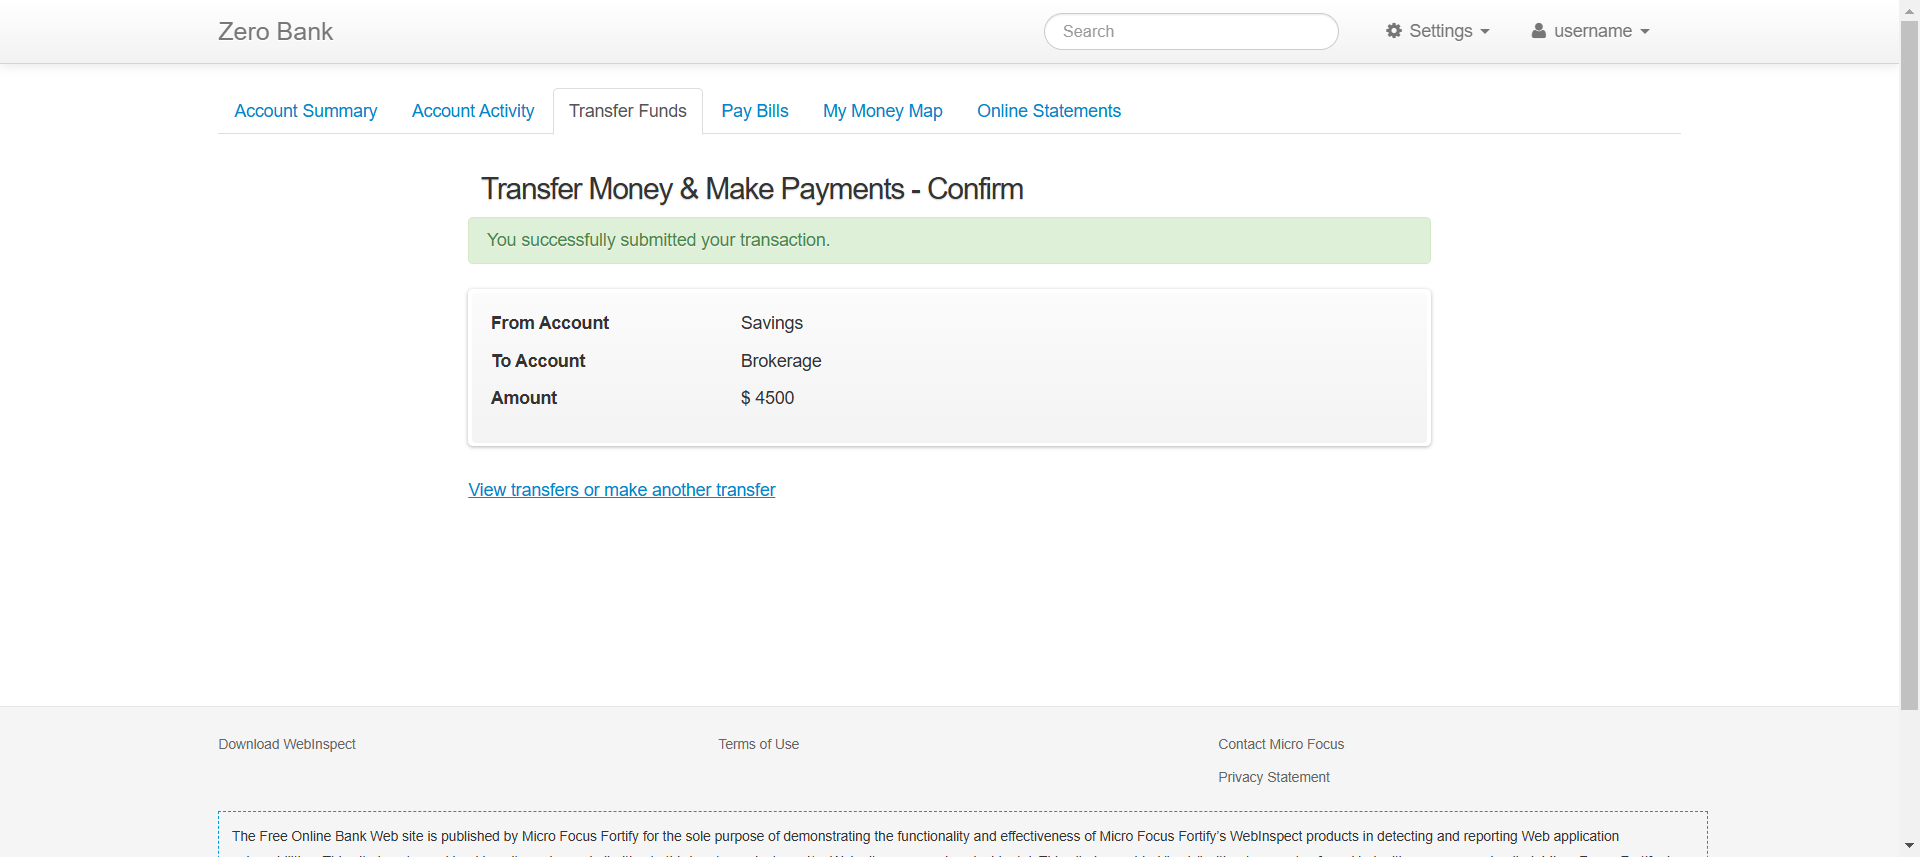 Zero Bank
Search
Settings
username
Account Summary
Account Activity
Transfer Funds
Pay Bills
My Money Map
Online Statements
Transfer Money & Make Payments - Confirm
You successfully submitted your transaction.
From Account Savings
To Account Brokerage
Amount $ 4500
View transfers or make another transfer
Download WebInspect
Terms of Use
Contact Micro Focus
Privacy Statement
The Free Online Bank Web site is published by Micro Focus Fortify for the sole purpose of demonstrating the functionality and effectiveness of Micro Focus Fortify's WebInspect products in detecting and reporting Web application